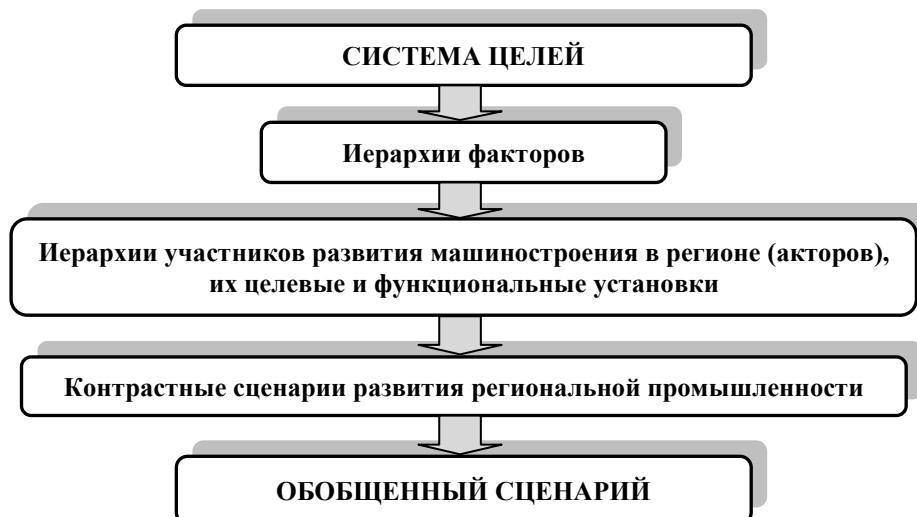 СИСТЕМА ЦЕЛЕЙ
Иерархии факторов
Иерархии участников развития машиностроения в регионе (акторов),
их целевые и функциональные установки
Контрастные сценарии развития региональной промышленности
ОБОБЩЕННЫЙ СЦЕНАРИЙ